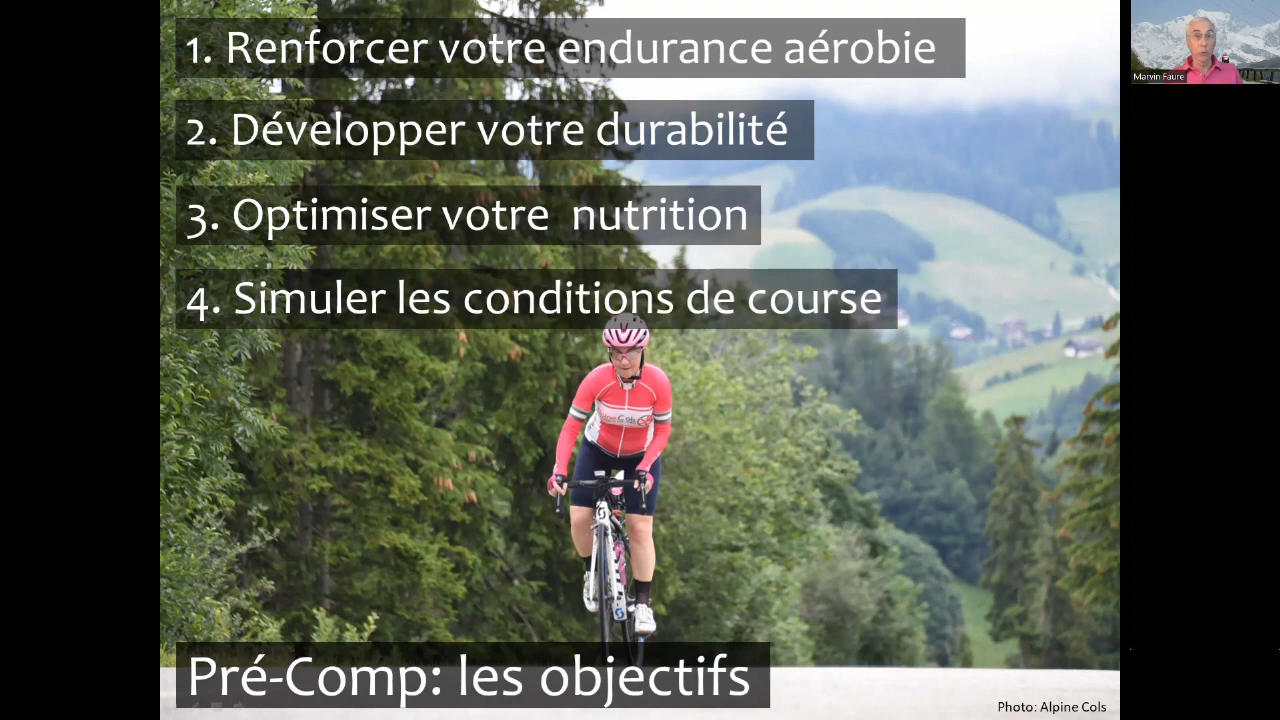 1. Renforcer votre endurance aérobie
Marvin Faure
2. Développer votre durabilité
3. Optimiser votre  nutrition
4. Simuler les conditions de course
Pré-Comp: les objectifs
Photo: Alpine Cols